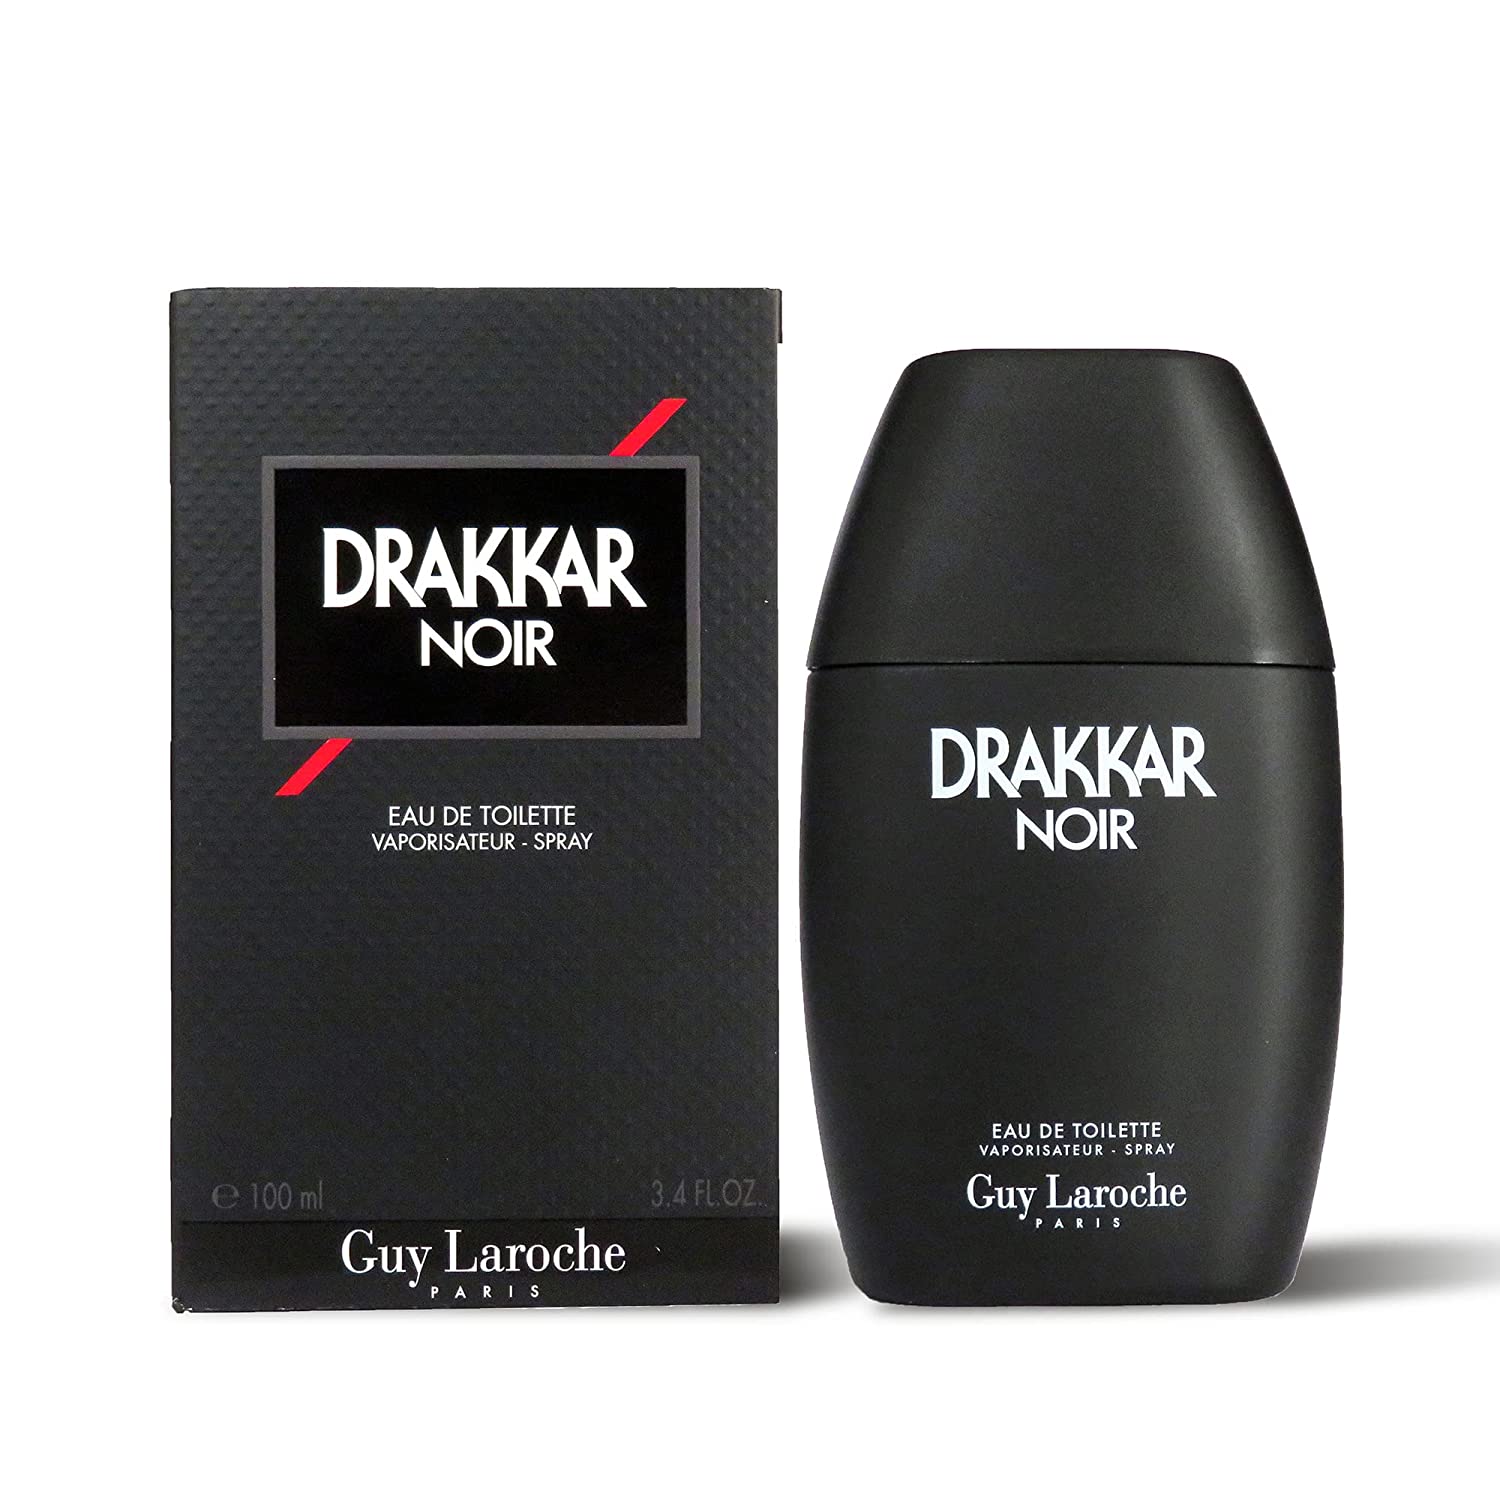 DRAKKAR
NOIR
EAU DE TOILETTE
VAPORISATEUR - SPRAY
℮ 100 ml
3.4 FL.OZ.
Guy Laroche
PARIS
DRAKKAR
NOIR
EAU DE TOILETTE
VAPORISATEUR - SPRAY
Guy Laroche
PARIS